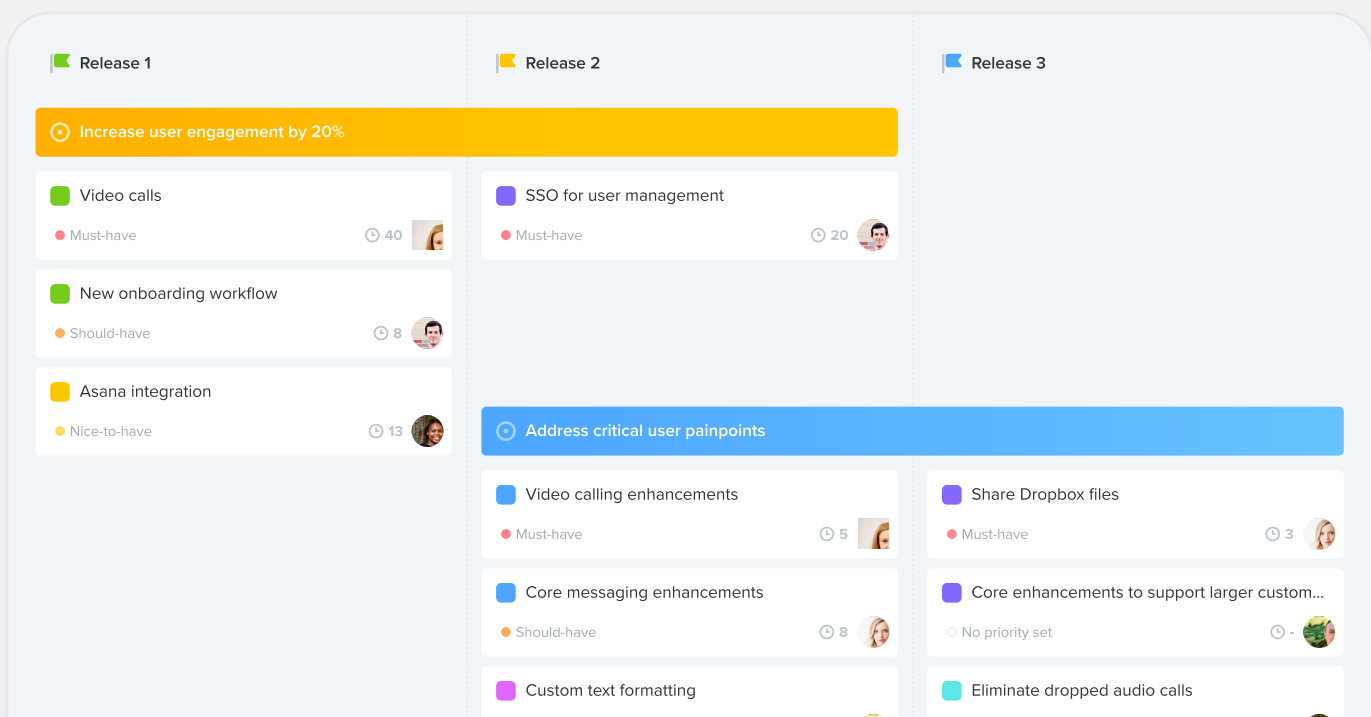 Release 1
Release 2
Release 3
Increase user engagement by 20%
Video calls
Must-have
40
SSO for user management
Must-have
20
New onboarding workflow
Should-have
8
Asana integration
Nice-to-have
13
Address critical user painpoints
Video calling enhancements
Must-have
5
Share Dropbox files
Must-have
3
Core messaging enhancements
Should-have
8
Core enhancements to support larger custom...
No priority set
-
Custom text formatting
Eliminate dropped audio calls